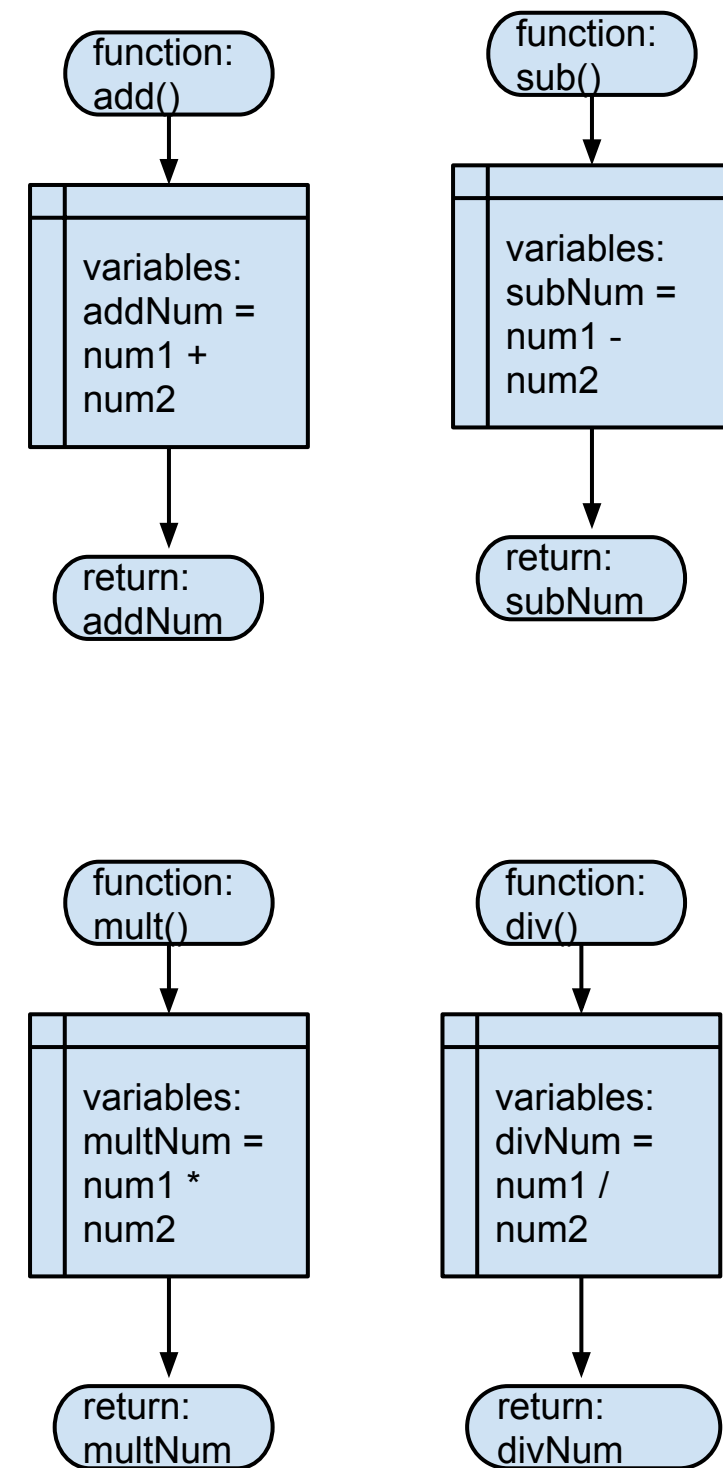 function:
add()
variables:
addNum =
num1 +
num2
return:
addNum
function:
sub()
variables:
subNum =
num1 -
num2
return:
subNum
function:
mult()
variables:
multNum =
num1 *
num2
return:
multNum
function:
div()
variables:
divNum =
num1 /
num2
return:
divNum